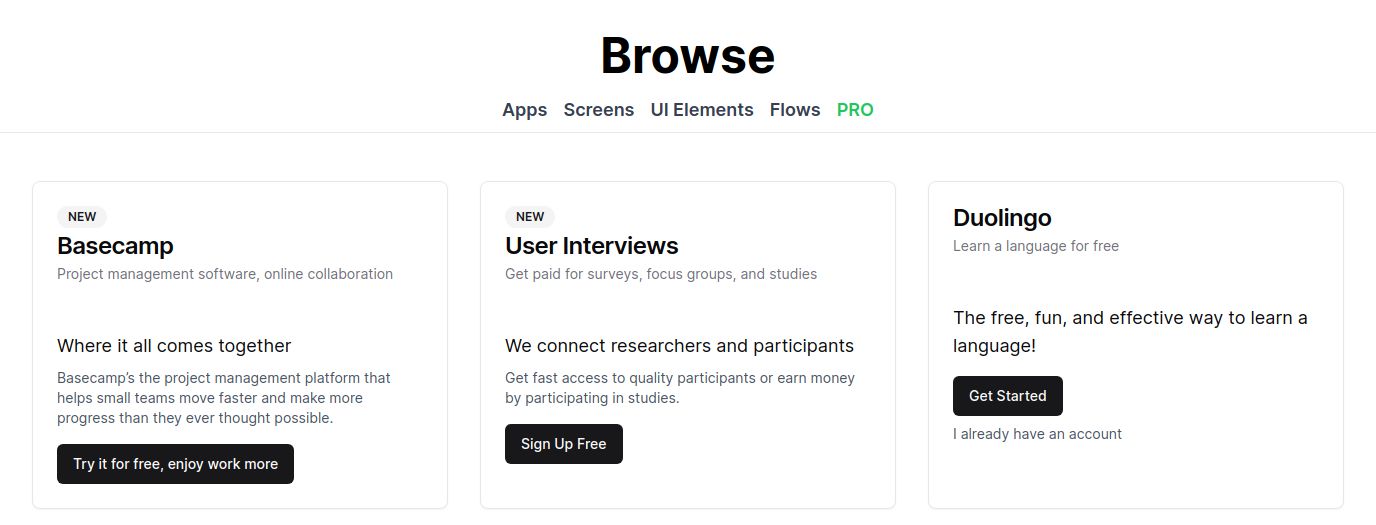 Browse
Apps Screens UI Elements Flows PRO
NEW
Basecamp
Project management software, online collaboration
Where it all comes together
Basecamp’s the project management platform that
helps small teams move faster and make more
progress than they ever thought possible.
Try it for free, enjoy work more
NEW
User Interviews
Get paid for surveys, focus groups, and studies
We connect researchers and participants
Get fast access to quality participants or earn money
by participating in studies.
Sign Up Free
Duolingo
Learn a language for free
The free, fun, and effective way to learn a
language!
Get Started
I already have an account